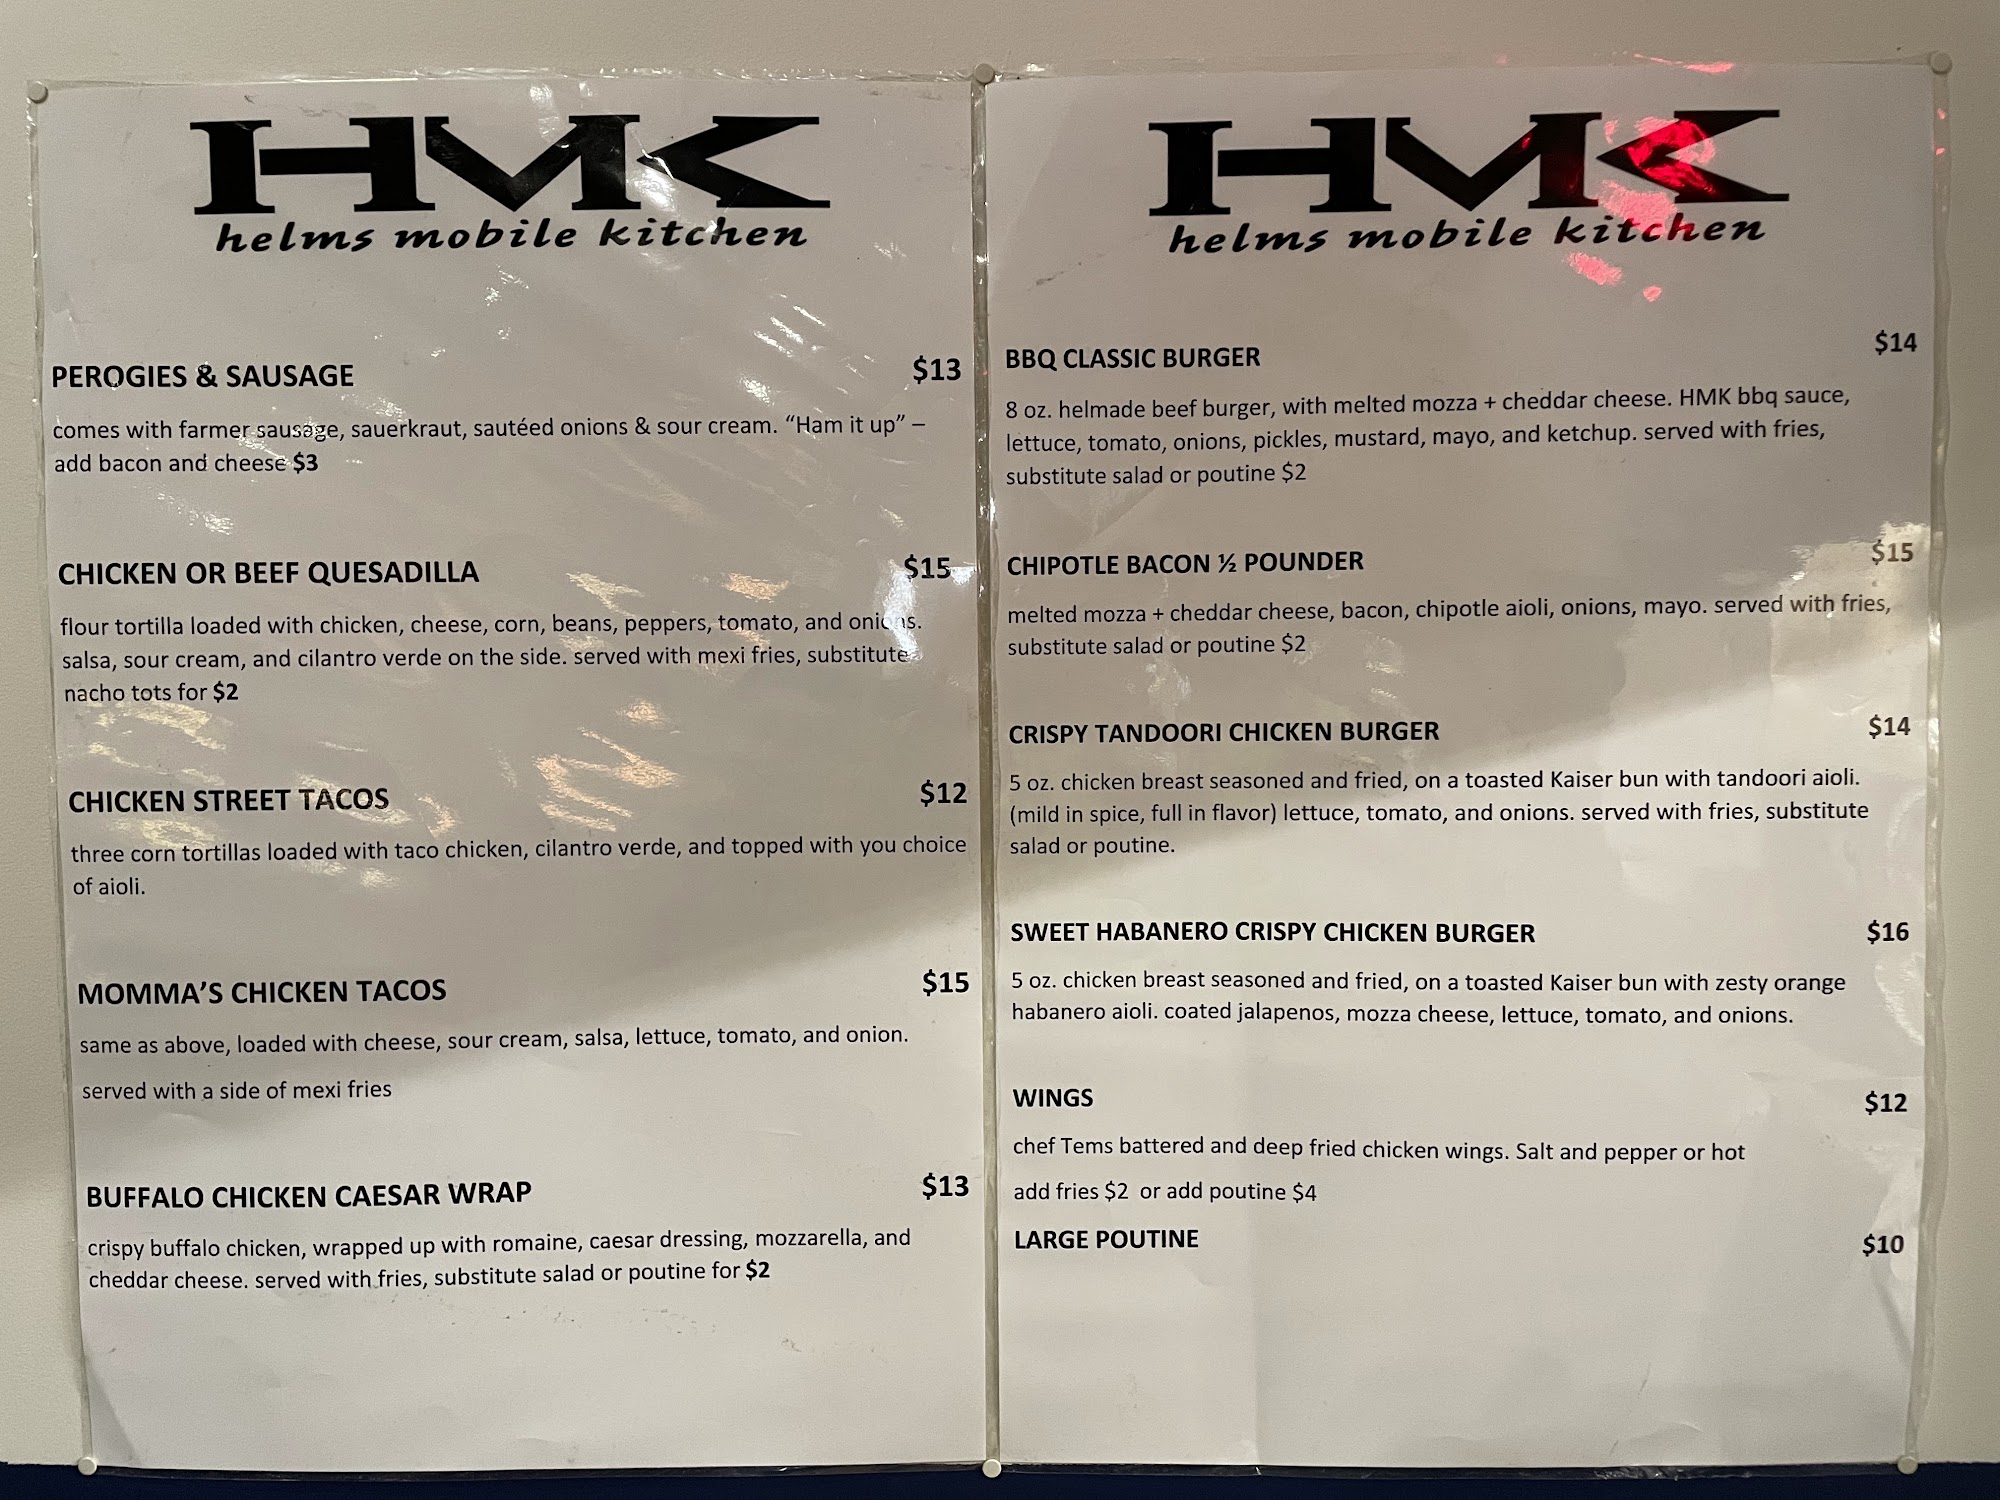 HMK
helms mobile kitchen
PEROGIES & SAUSAGE $13
comes with farmer sausage, sauerkraut, sautéed onions & sour cream. “Ham it up” –
add bacon and cheese $3
CHICKEN OR BEEF QUESADILLA $15
flour tortilla loaded with chicken, cheese, corn, beans, peppers, tomato, and onions.
salsa, sour cream, and cilantro verde on the side. served with mexi fries, substitute
nacho tots for $2
CHICKEN STREET TACOS $12
three corn tortillas loaded with taco chicken, cilantro verde, and topped with you choice
of aioli.
MOMMA’S CHICKEN TACOS $15
same as above, loaded with cheese, sour cream, salsa, lettuce, tomato, and onion.
served with a side of mexi fries
BUFFALO CHICKEN CAESAR WRAP $13
crispy buffalo chicken, wrapped up with romaine, caesar dressing, mozzarella, and
cheddar cheese. served with fries, substitute salad or poutine for $2
HMK
helms mobile kitchen
BBQ CLASSIC BURGER $14
8 oz. helmade beef burger, with melted mozza + cheddar cheese. HMK bbq sauce,
lettuce, tomato, onions, pickles, mustard, mayo, and ketchup. served with fries,
substitute salad or poutine $2
CHIPOTLE BACON ½ POUNDER $15
melted mozza + cheddar cheese, bacon, chipotle aioli, onions, mayo. served with fries,
substitute salad or poutine $2
CRISPY TANDOORI CHICKEN BURGER $14
5 oz. chicken breast seasoned and fried, on a toasted Kaiser bun with tandoori aioli.
(mild in spice, full in flavor) lettuce, tomato, and onions. served with fries, substitute
salad or poutine.
SWEET HABANERO CRISPY CHICKEN BURGER $16
5 oz. chicken breast seasoned and fried, on a toasted Kaiser bun with zesty orange
habanero aioli. coated jalapenos, mozza cheese, lettuce, tomato, and onions.
WINGS $12
chef Tems battered and deep fried chicken wings. Salt and pepper or hot
add fries $2 or add poutine $4
LARGE POUTINE $10